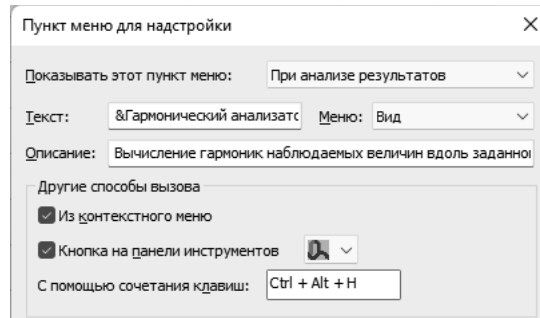 Пункт меню для надстройки
Показывать этот пункт меню: При анализе результатов
Текст: &Гармонический анализатс Меню: Вид
Описание: Вычисление гармоник наблюдаемых величин вдоль заданно
Другие способы вызова
Из контекстного меню
Кнопка на панели инструментов
С помощью сочетания клавиш: Ctrl + Alt + H